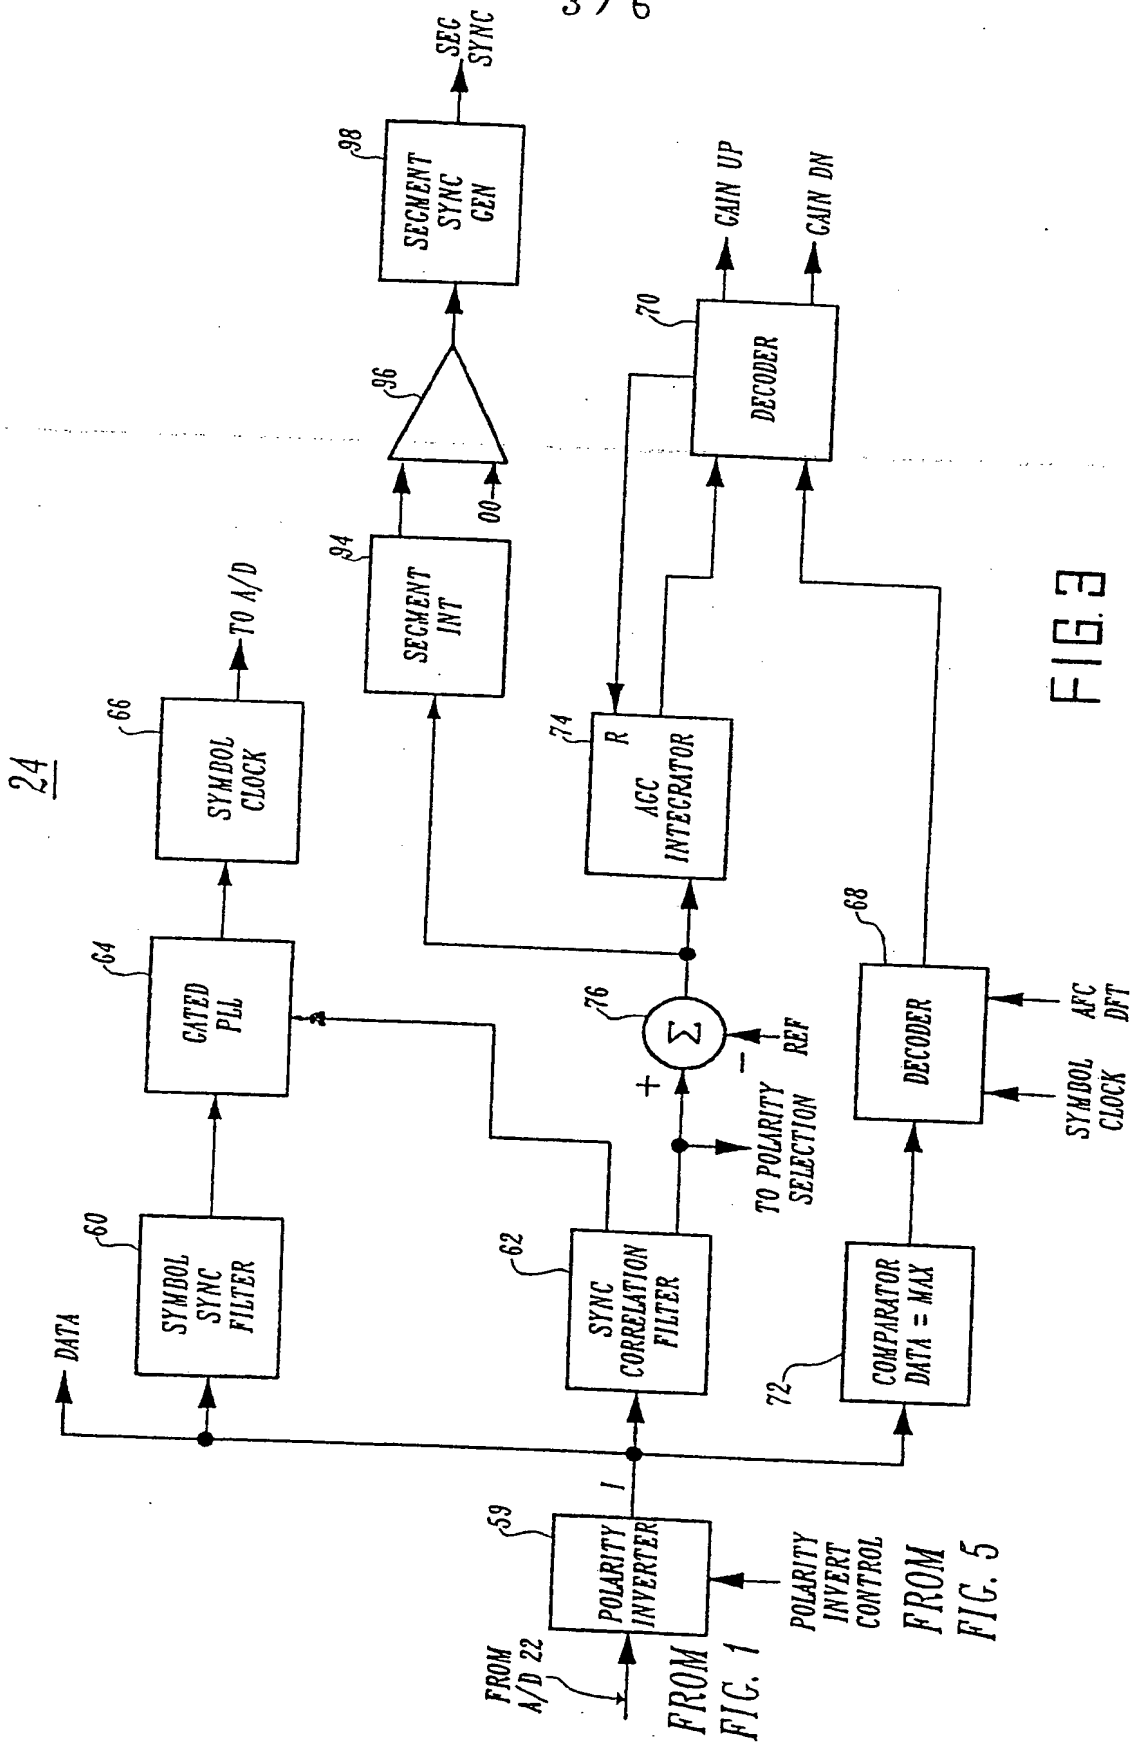 3/6
24
DATA
60
SYMBOL
SYNC
FILTER
64
GATED
PLL
66
SYMBOL
CLOCK
TO A/D
98
SEGMENT
SYNC
GEN
SEG
SYNC
96
00
94
SEGMENT
INT
FROM
A/D 22
FROM
FIG. 1
59
POLARITY
INVERTER
I
POLARITY
INVERT
CONTROL
FROM
FIG. 5
62
SYNC
CORRELATION
FILTER
TO POLARITY
SELECTION
+
Σ
76
-
REF
74
R
AGC
INTEGRATOR
70
DECODER
GAIN UP
GAIN DN
72
COMPARATOR
DATA = MAX
68
DECODER
SYMBOL
CLOCK
AFC
DFT
FIG. 3